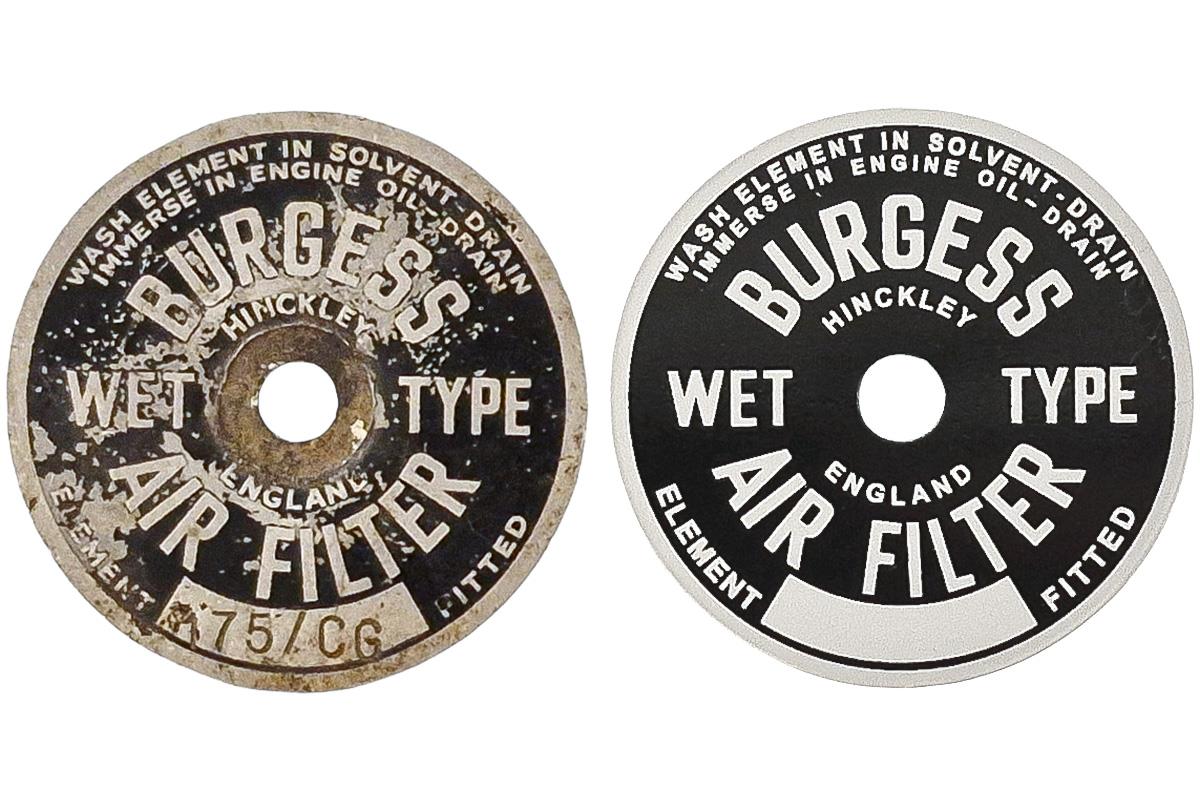 WASH ELEMENT IN SOLVENT-DRAIN
IMMERSE IN ENGINE OIL-DRAIN
BURGESS
HINCKLEY
WET TYPE
ENGLAND
AIR FILTER
ELEMENT FITTED
A75/CG
WASH ELEMENT IN SOLVENT-DRAIN
IMMERSE IN ENGINE OIL-DRAIN
BURGESS
HINCKLEY
WET TYPE
ENGLAND
AIR FILTER
ELEMENT FITTED